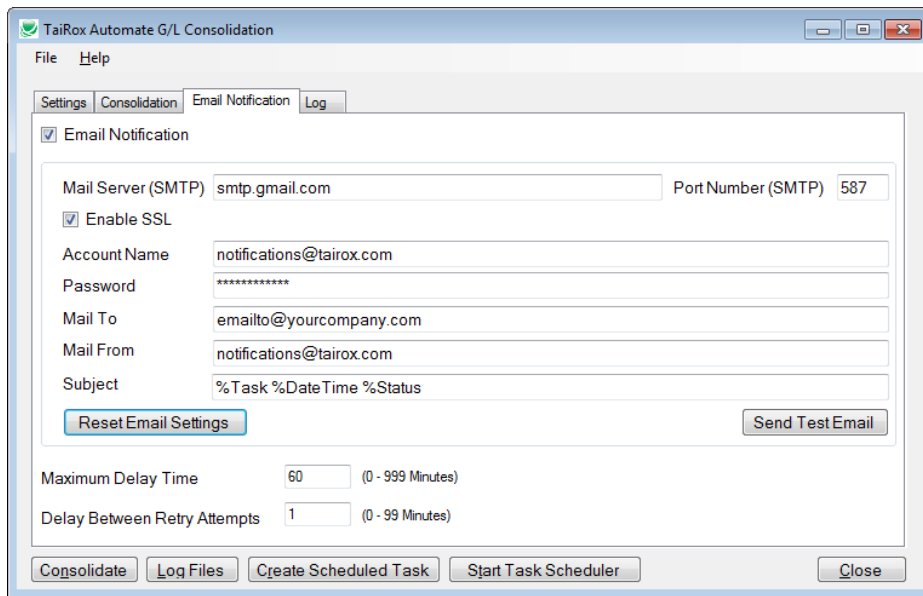 TaiRox Automate G/L Consolidation
File Help
Settings Consolidation Email Notification Log
Email Notification
Mail Server (SMTP) smtp.gmail.com Port Number (SMTP) 587
Enable SSL
Account Name notifications@tairox.com
Password ************
Mail To emailto@yourcompany.com
Mail From notifications@tairox.com
Subject %Task %DateTime %Status
Reset Email Settings Send Test Email
Maximum Delay Time 60 (0 - 999 Minutes)
Delay Between Retry Attempts 1 (0 - 99 Minutes)
Consolidate Log Files Create Scheduled Task Start Task Scheduler Close